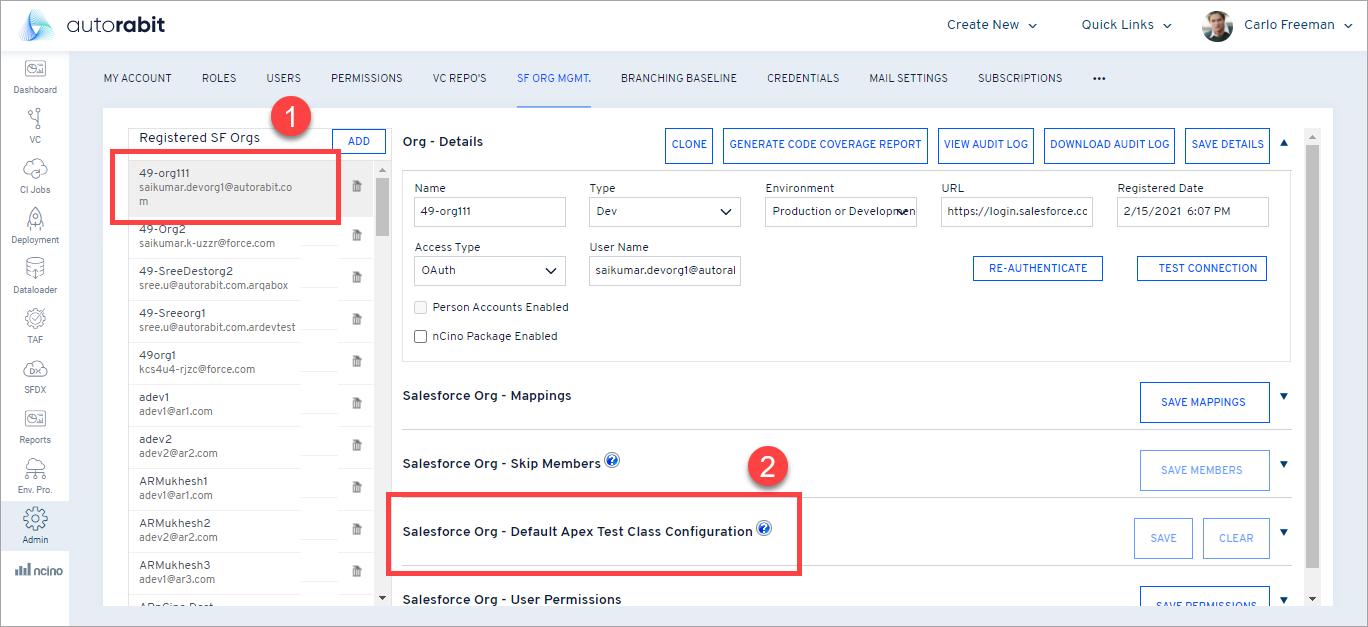 autorabit
Create New
Quick Links
Carlo Freeman
Dashboard
VC
CI Jobs
Deployment
Dataloader
TAF
SFDX
Reports
Env. Pro.
Admin
ncino
MY ACCOUNT
ROLES
USERS
PERMISSIONS
VC REPO'S
SF ORG MGMT.
BRANCHING BASELINE
CREDENTIALS
MAIL SETTINGS
SUBSCRIPTIONS
•••
1
Registered SF Orgs
ADD
49-org111
saikumar.devorg1@autorabit.co
m
49-Org2
saikumar.k-uzzr@force.com
49-SreeDestorg2
sree.u@autorabit.com.arqabox
49-Sreeorg1
sree.u@autorabit.com.ardevtest
49org1
kcs4u4-rjzc@force.com
adev1
adev1@ar1.com
adev2
adev2@ar2.com
ARMukhesh1
adev1@ar1.com
ARMukhesh2
adev2@ar2.com
ARMukhesh3
adev1@ar3.com
ARnCino Dest
Org - Details
CLONE
GENERATE CODE COVERAGE REPORT
VIEW AUDIT LOG
DOWNLOAD AUDIT LOG
SAVE DETAILS
Name
Type
Environment
URL
Registered Date
49-org111
Dev
Production or Developmen
https://login.salesforce.cc
2/15/2021 6:07 PM
Access Type
User Name
OAuth
saikumar.devorg1@autoral
RE-AUTHENTICATE
TEST CONNECTION
Person Accounts Enabled
nCino Package Enabled
Salesforce Org - Mappings
SAVE MAPPINGS
Salesforce Org - Skip Members
?
SAVE MEMBERS
2
Salesforce Org - Default Apex Test Class Configuration
?
SAVE
CLEAR
Salesforce Org - User Permissions
SAVE PERMISSIONS